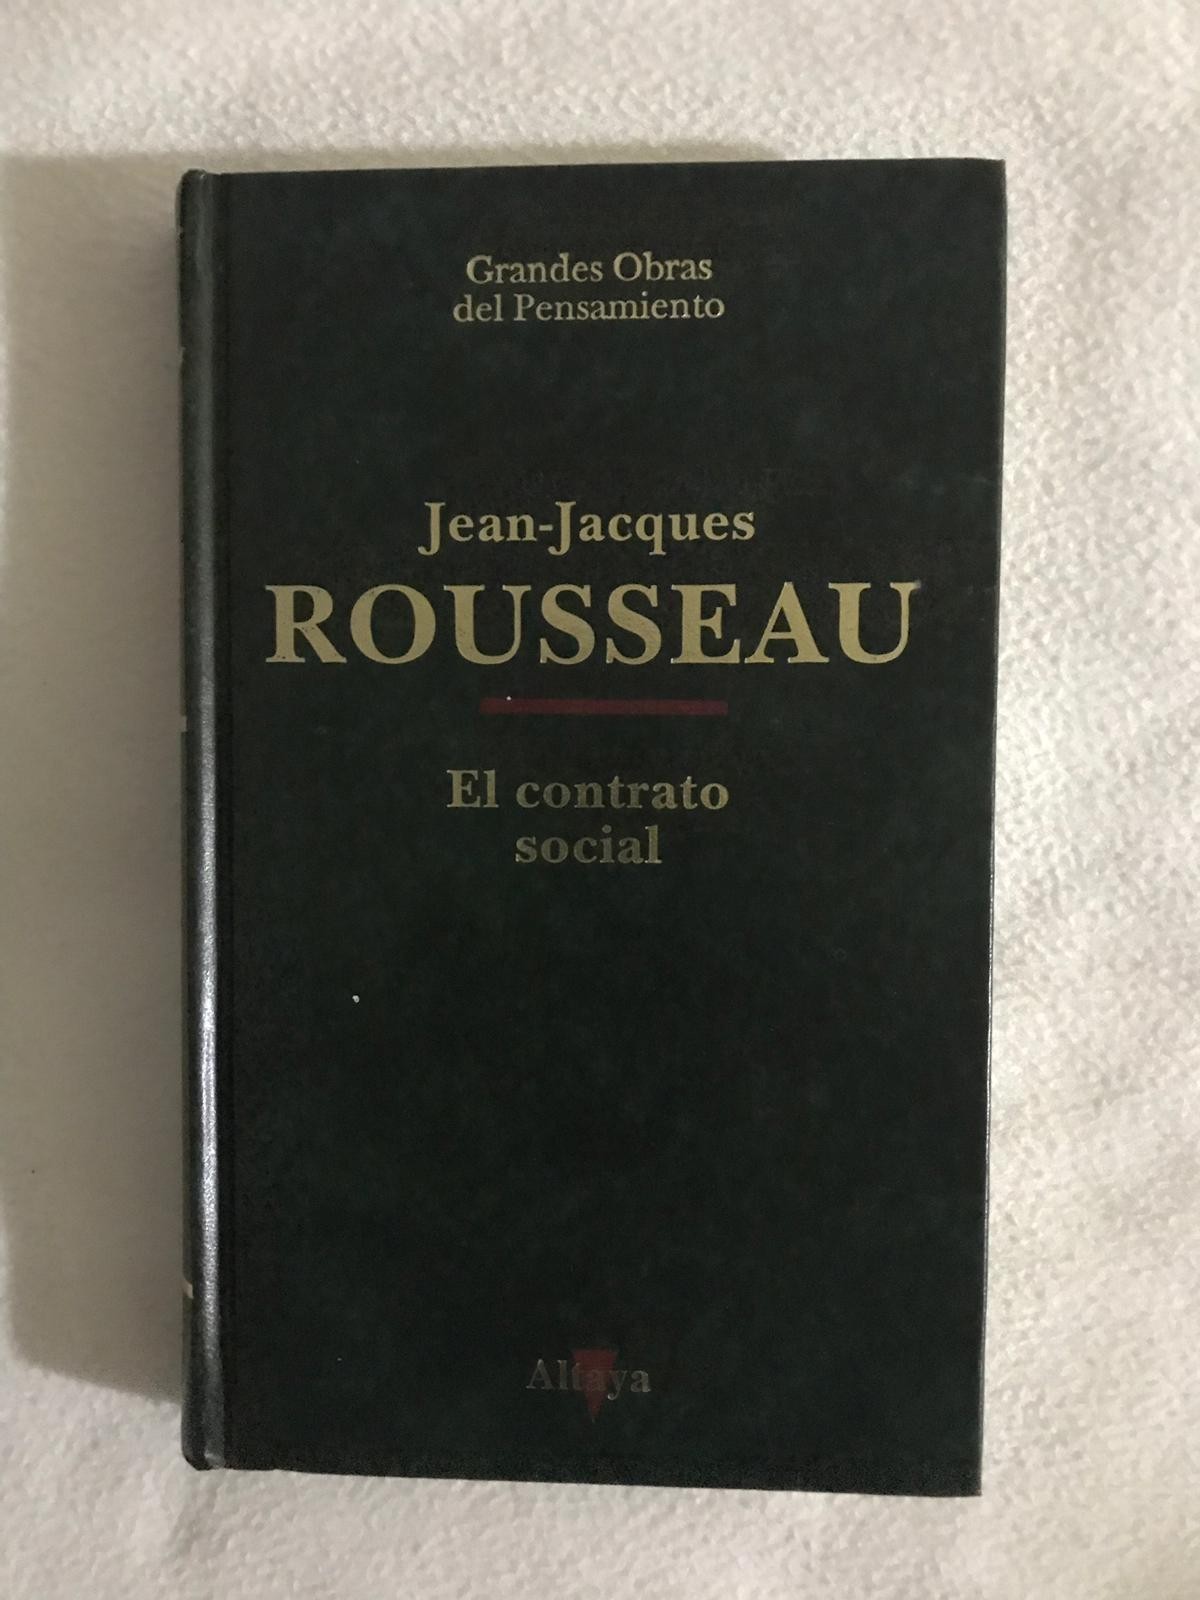 Grandes Obras
del Pensamiento
Jean-Jacques
ROUSSEAU
El contrato
social
Altaya